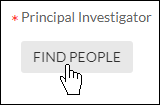 * Principal Investigator
FIND PEOPLE